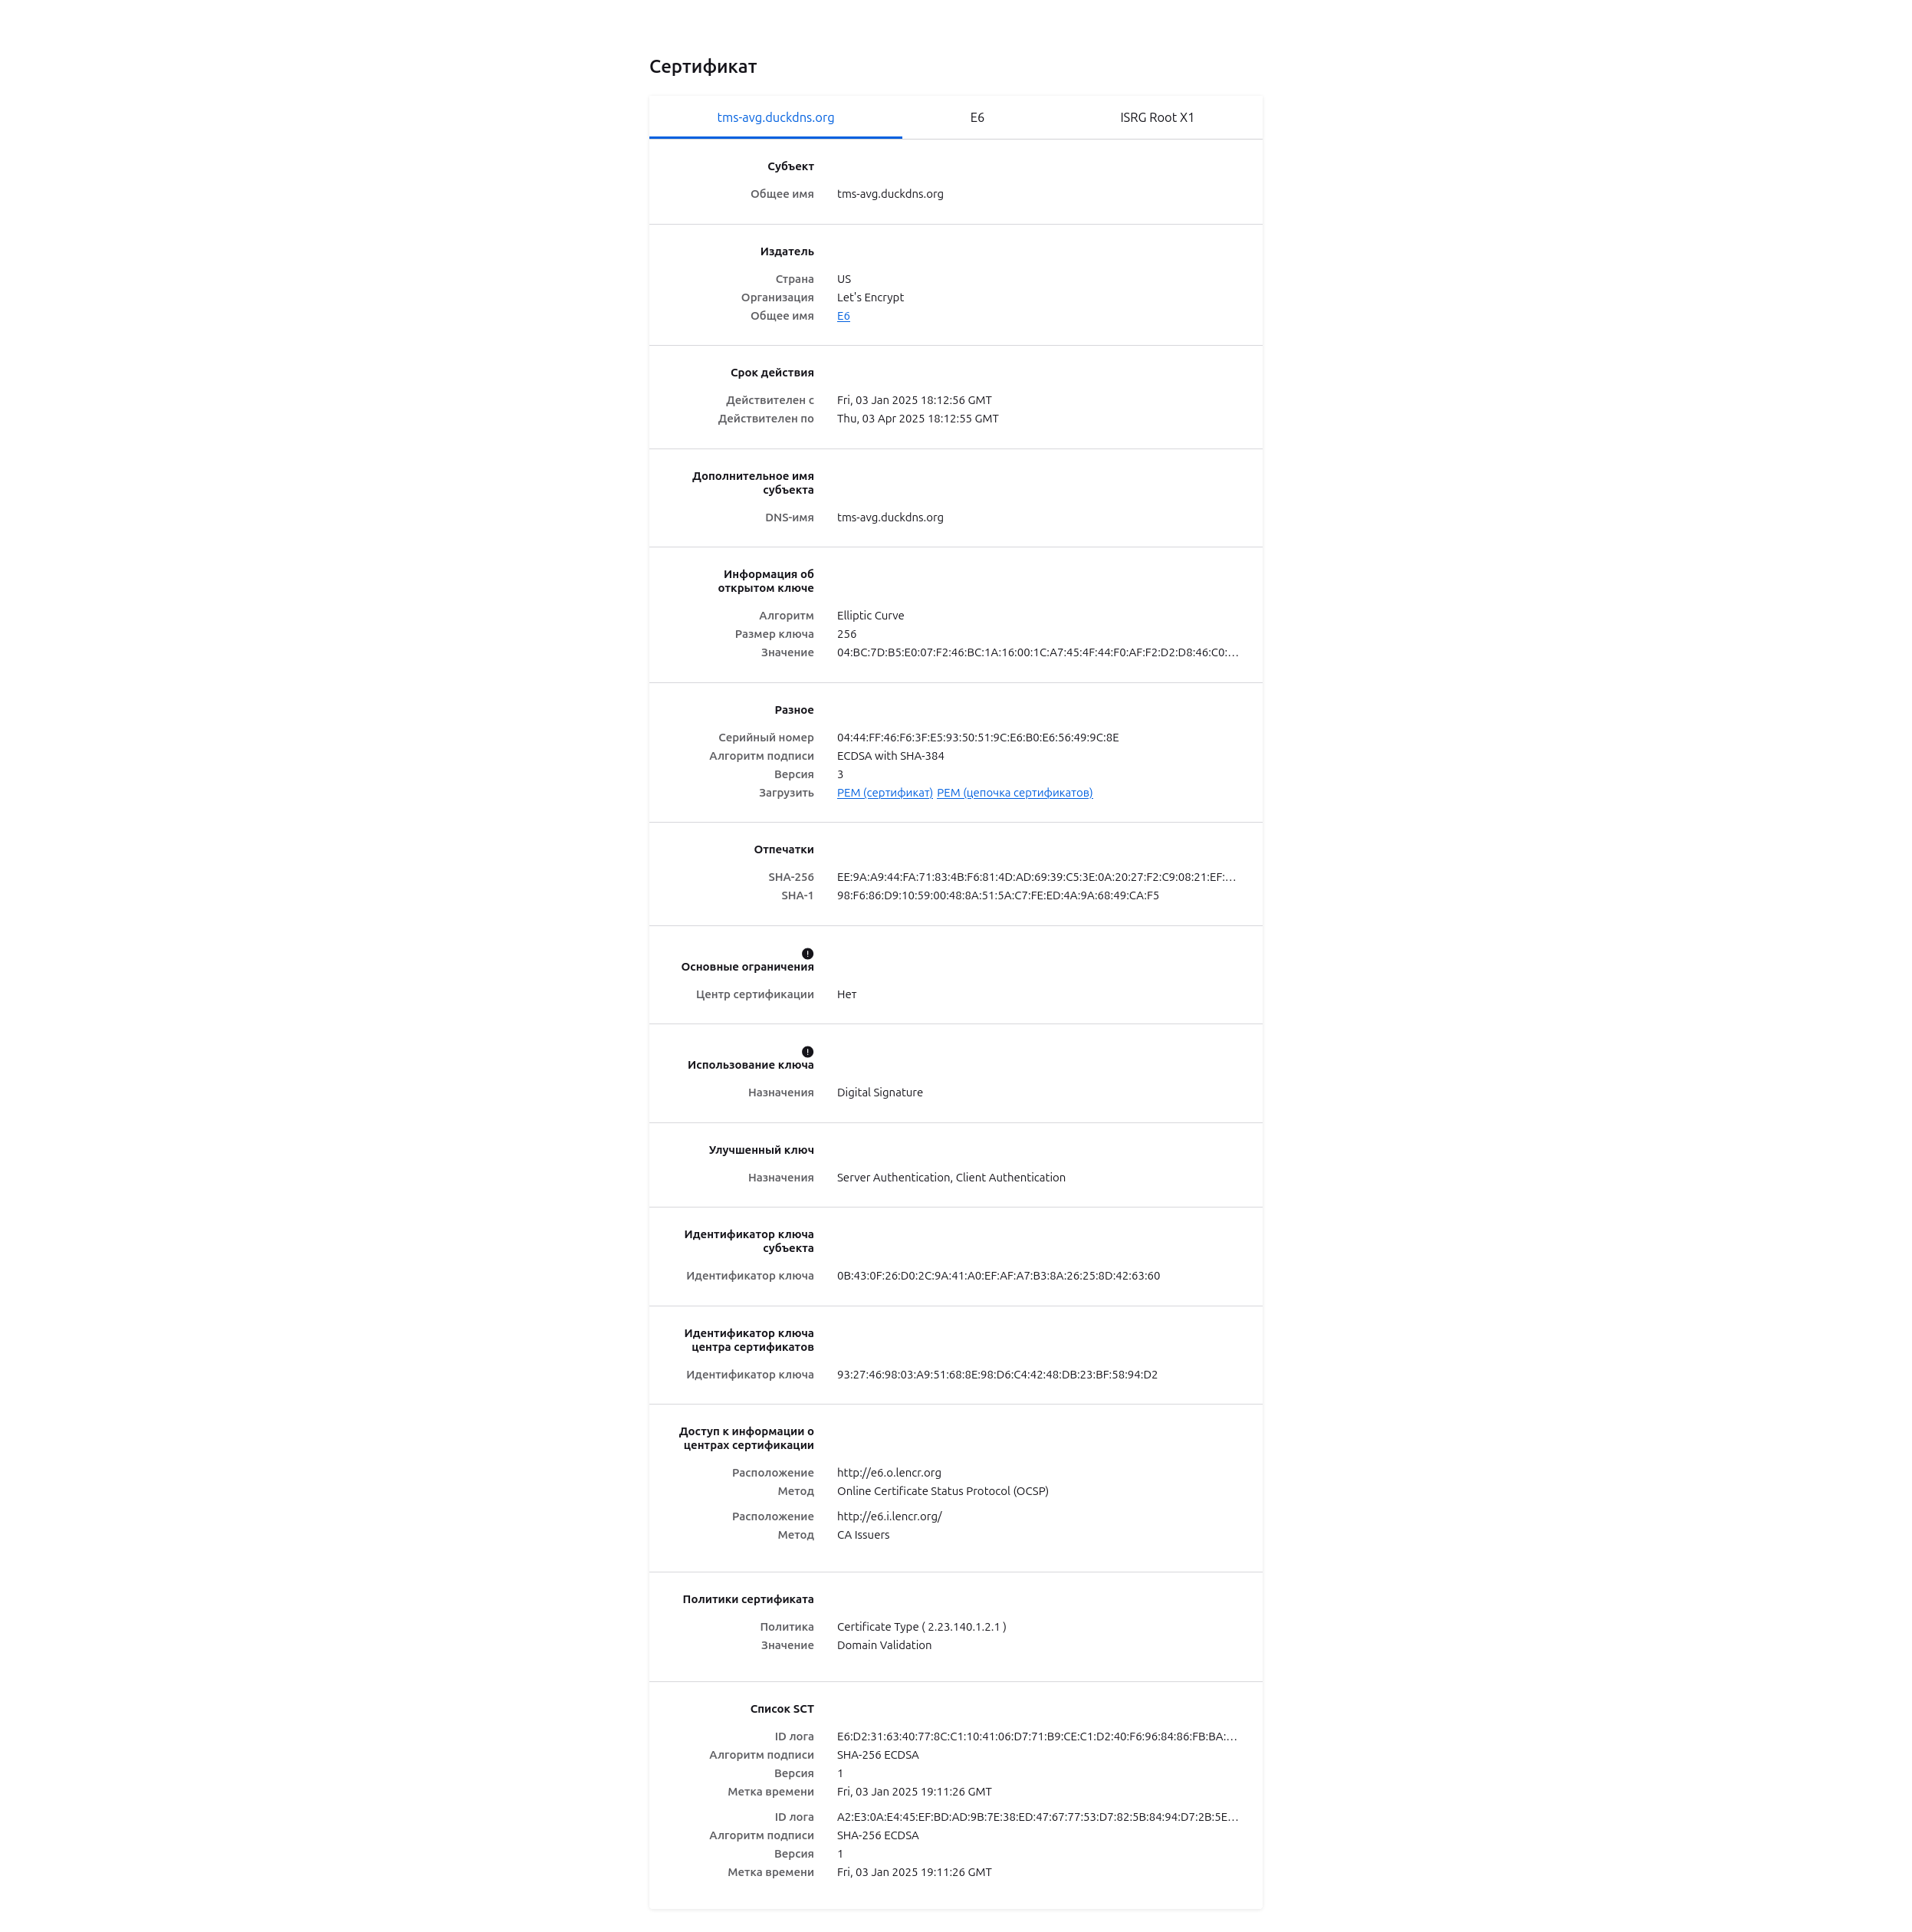 Сертификат
tms-avg.duckdns.org E6 ISRG Root X1
Субъект
Общее имя tms-avg.duckdns.org
Издатель
Страна US
Организация Let's Encrypt
Общее имя E6
Срок действия
Действителен с Fri, 03 Jan 2025 18:12:56 GMT
Действителен по Thu, 03 Apr 2025 18:12:55 GMT
Дополнительное имя
субъекта
DNS-имя tms-avg.duckdns.org
Информация об
открытом ключе
Алгоритм Elliptic Curve
Размер ключа 256
Значение 04:BC:7D:B5:E0:07:F2:46:BC:1A:16:00:1C:A7:45:4F:44:F0:AF:F2:D2:D8:46:C0:…
Разное
Серийный номер 04:44:FF:46:F6:3F:E5:93:50:51:9C:E6:B0:E6:56:49:9C:8E
Алгоритм подписи ECDSA with SHA-384
Версия 3
Загрузить PEM (сертификат) PEM (цепочка сертификатов)
Отпечатки
SHA-256 EE:9A:A9:44:FA:71:83:4B:F6:81:4D:AD:69:39:C5:3E:0A:20:27:F2:C9:08:21:EF:…
SHA-1 98:F6:86:D9:10:59:00:48:8A:51:5A:C7:FE:ED:4A:9A:68:49:CA:F5
Основные ограничения
Центр сертификации Нет
Использование ключа
Назначения Digital Signature
Улучшенный ключ
Назначения Server Authentication, Client Authentication
Идентификатор ключа
субъекта
Идентификатор ключа 0B:43:0F:26:D0:2C:9A:41:A0:EF:AF:A7:B3:8A:26:25:8D:42:63:60
Идентификатор ключа
центра сертификатов
Идентификатор ключа 93:27:46:98:03:A9:51:68:8E:98:D6:C4:42:48:DB:23:BF:58:94:D2
Доступ к информации о
центрах сертификации
Расположение http://e6.o.lencr.org
Метод Online Certificate Status Protocol (OCSP)
Расположение http://e6.i.lencr.org/
Метод CA Issuers
Политики сертификата
Политика Certificate Type ( 2.23.140.1.2.1 )
Значение Domain Validation
Список SCT
ID лога E6:D2:31:63:40:77:8C:C1:10:41:06:D7:71:B9:CE:C1:D2:40:F6:96:84:86:FB:BA:…
Алгоритм подписи SHA-256 ECDSA
Версия 1
Метка времени Fri, 03 Jan 2025 19:11:26 GMT
ID лога A2:E3:0A:E4:45:EF:BD:AD:9B:7E:38:ED:47:67:77:53:D7:82:5B:84:94:D7:2B:5E…
Алгоритм подписи SHA-256 ECDSA
Версия 1
Метка времени Fri, 03 Jan 2025 19:11:26 GMT